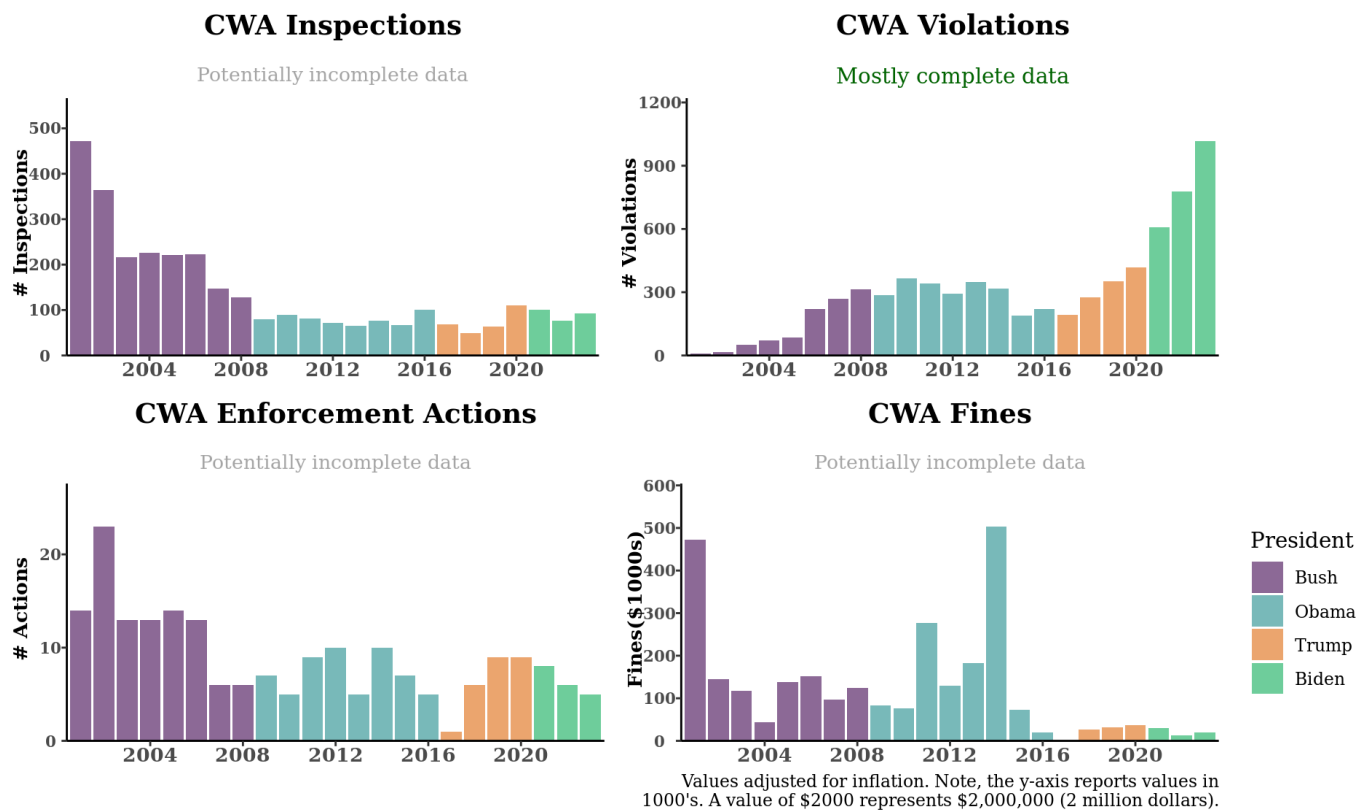 CWA Inspections
Potentially incomplete data
# Inspections
500
400
300
200
100
0
2004 2008 2012 2016 2020
CWA Violations
Mostly complete data
# Violations
1200
900
600
300
0
2004 2008 2012 2016 2020
CWA Enforcement Actions
Potentially incomplete data
# Actions
20
10
0
2004 2008 2012 2016 2020
CWA Fines
Potentially incomplete data
Fines($1000s)
600
500
400
300
200
100
0
2004 2008 2012 2016 2020
President
Bush
Obama
Trump
Biden
Values adjusted for inflation. Note, the y-axis reports values in
1000's. A value of $2000 represents $2,000,000 (2 million dollars).